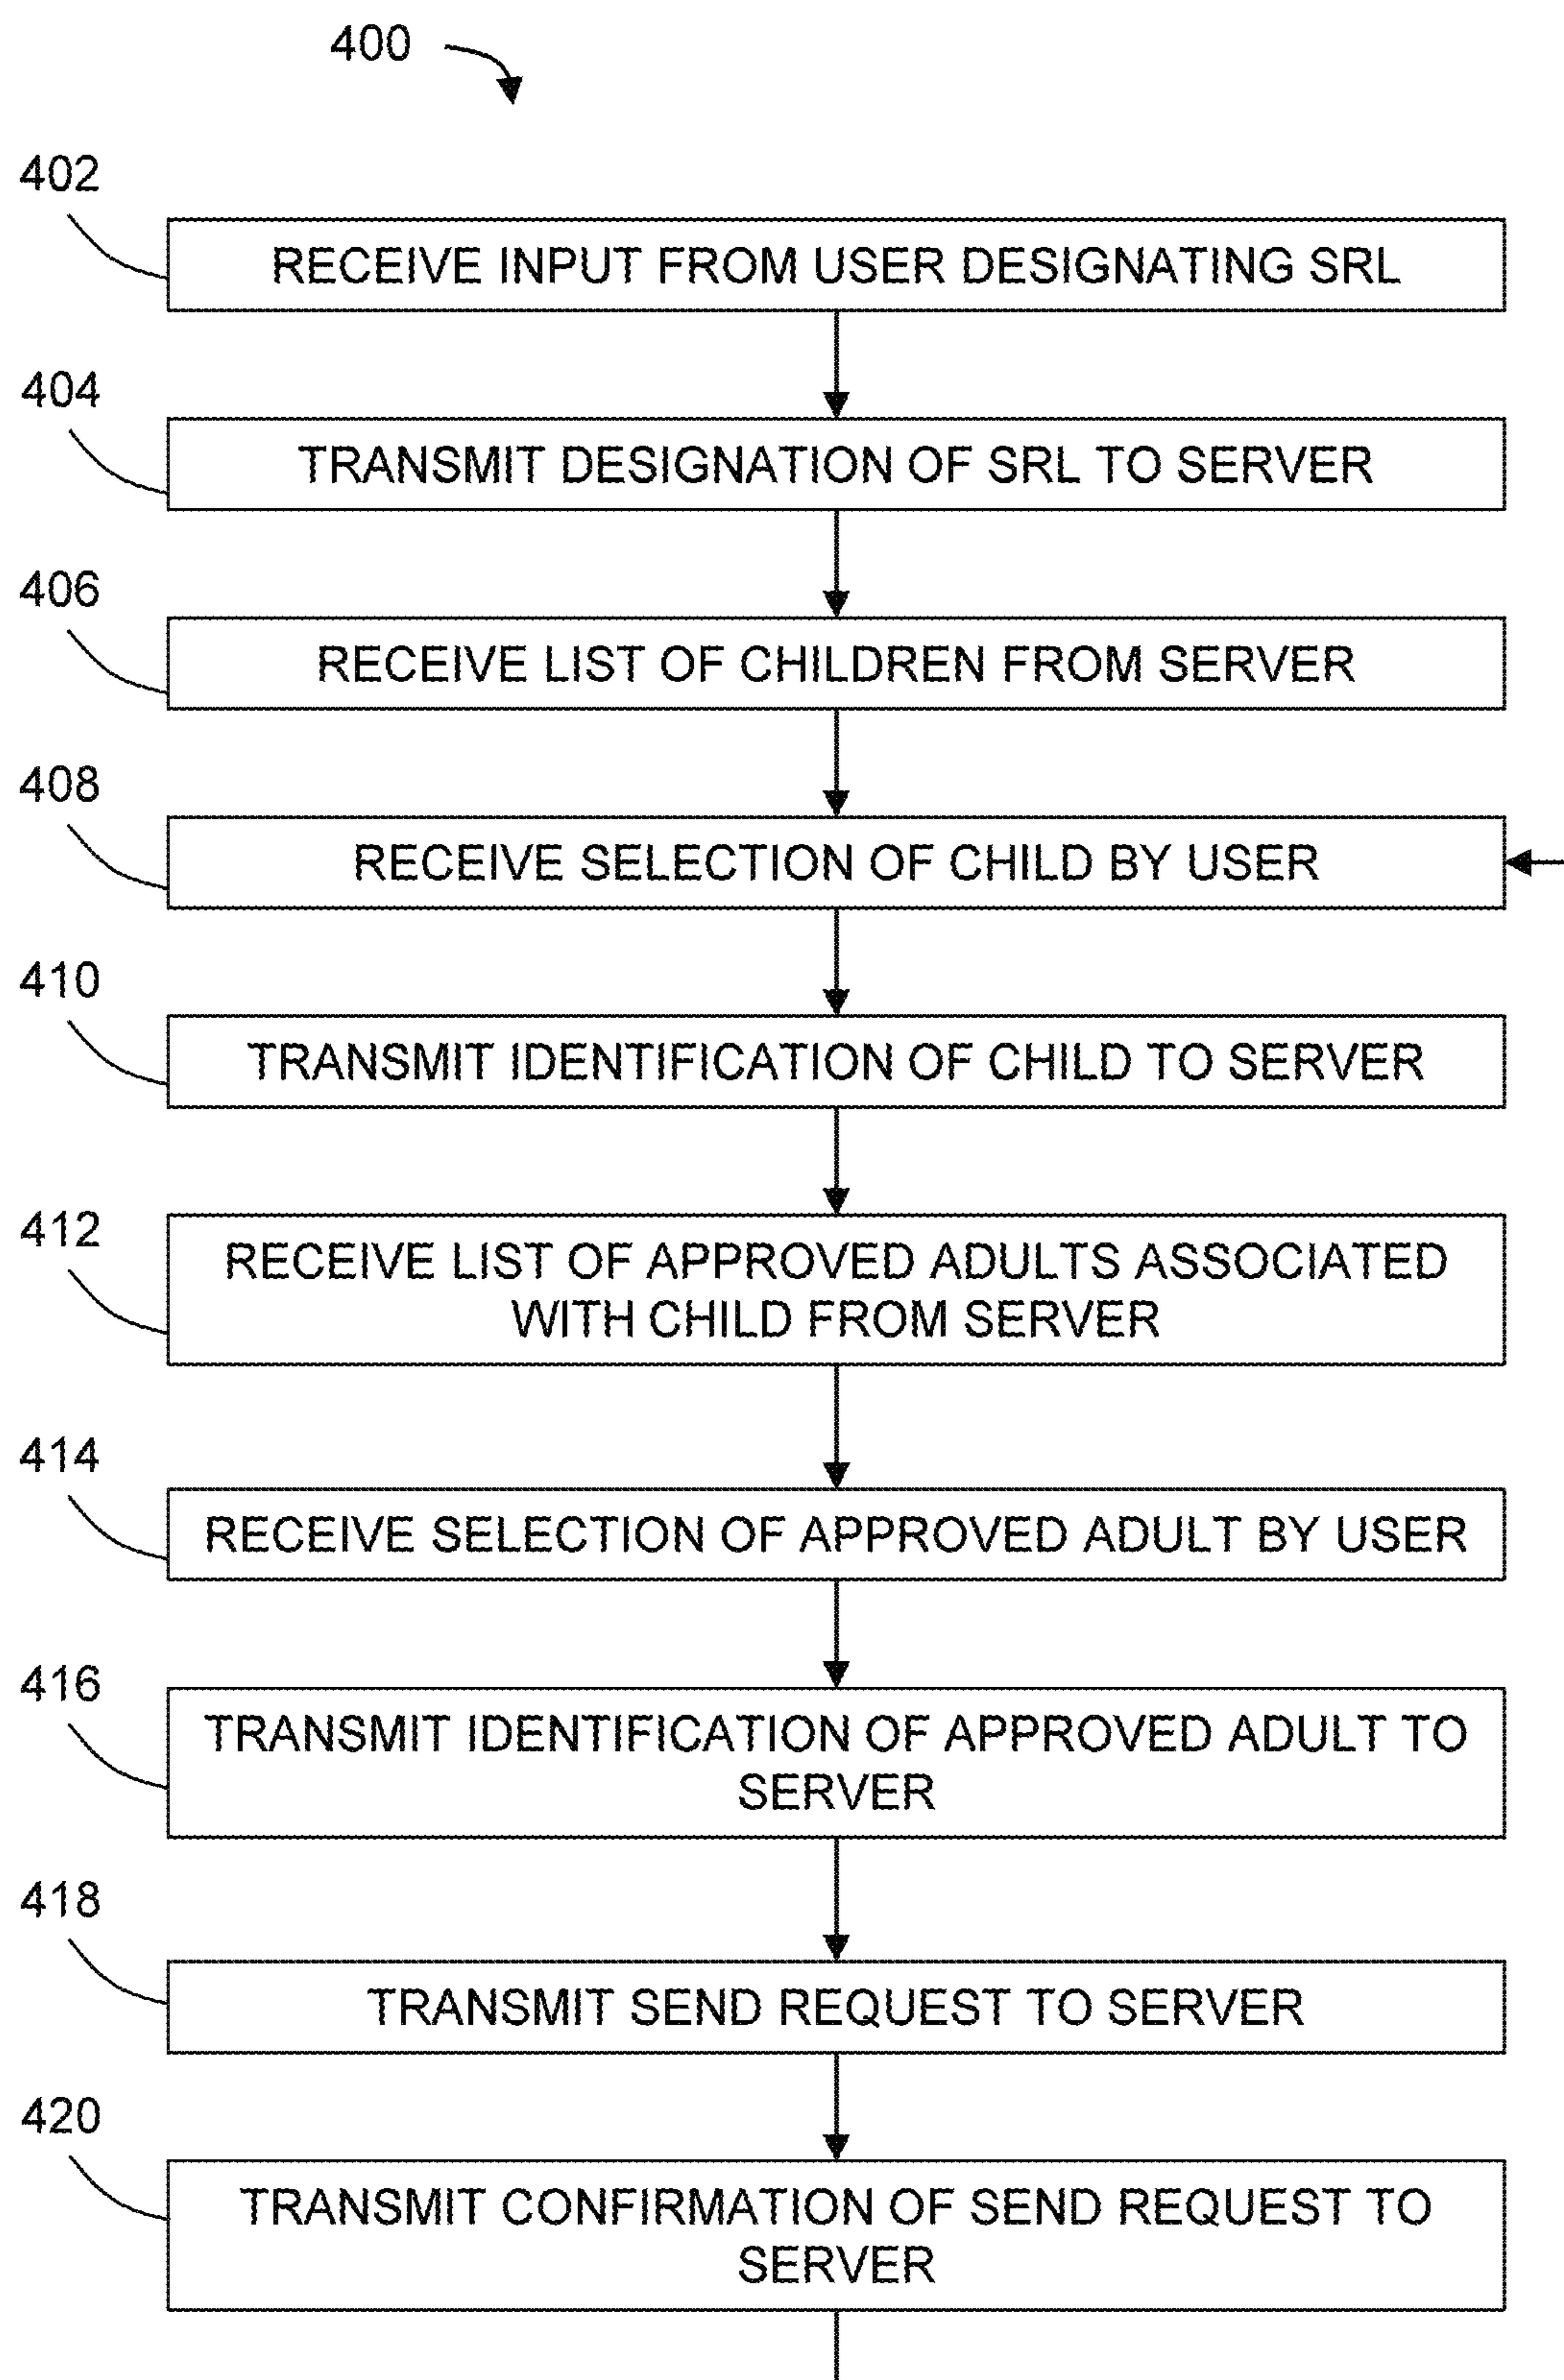 400
402
RECEIVE INPUT FROM USER DESIGNATING SRL
404
TRANSMIT DESIGNATION OF SRL TO SERVER
406
RECEIVE LIST OF CHILDREN FROM SERVER
408
RECEIVE SELECTION OF CHILD BY USER
410
TRANSMIT IDENTIFICATION OF CHILD TO SERVER
412
RECEIVE LIST OF APPROVED ADULTS ASSOCIATED
WITH CHILD FROM SERVER
414
RECEIVE SELECTION OF APPROVED ADULT BY USER
416
TRANSMIT IDENTIFICATION OF APPROVED ADULT TO
SERVER
418
TRANSMIT SEND REQUEST TO SERVER
420
TRANSMIT CONFIRMATION OF SEND REQUEST TO
SERVER